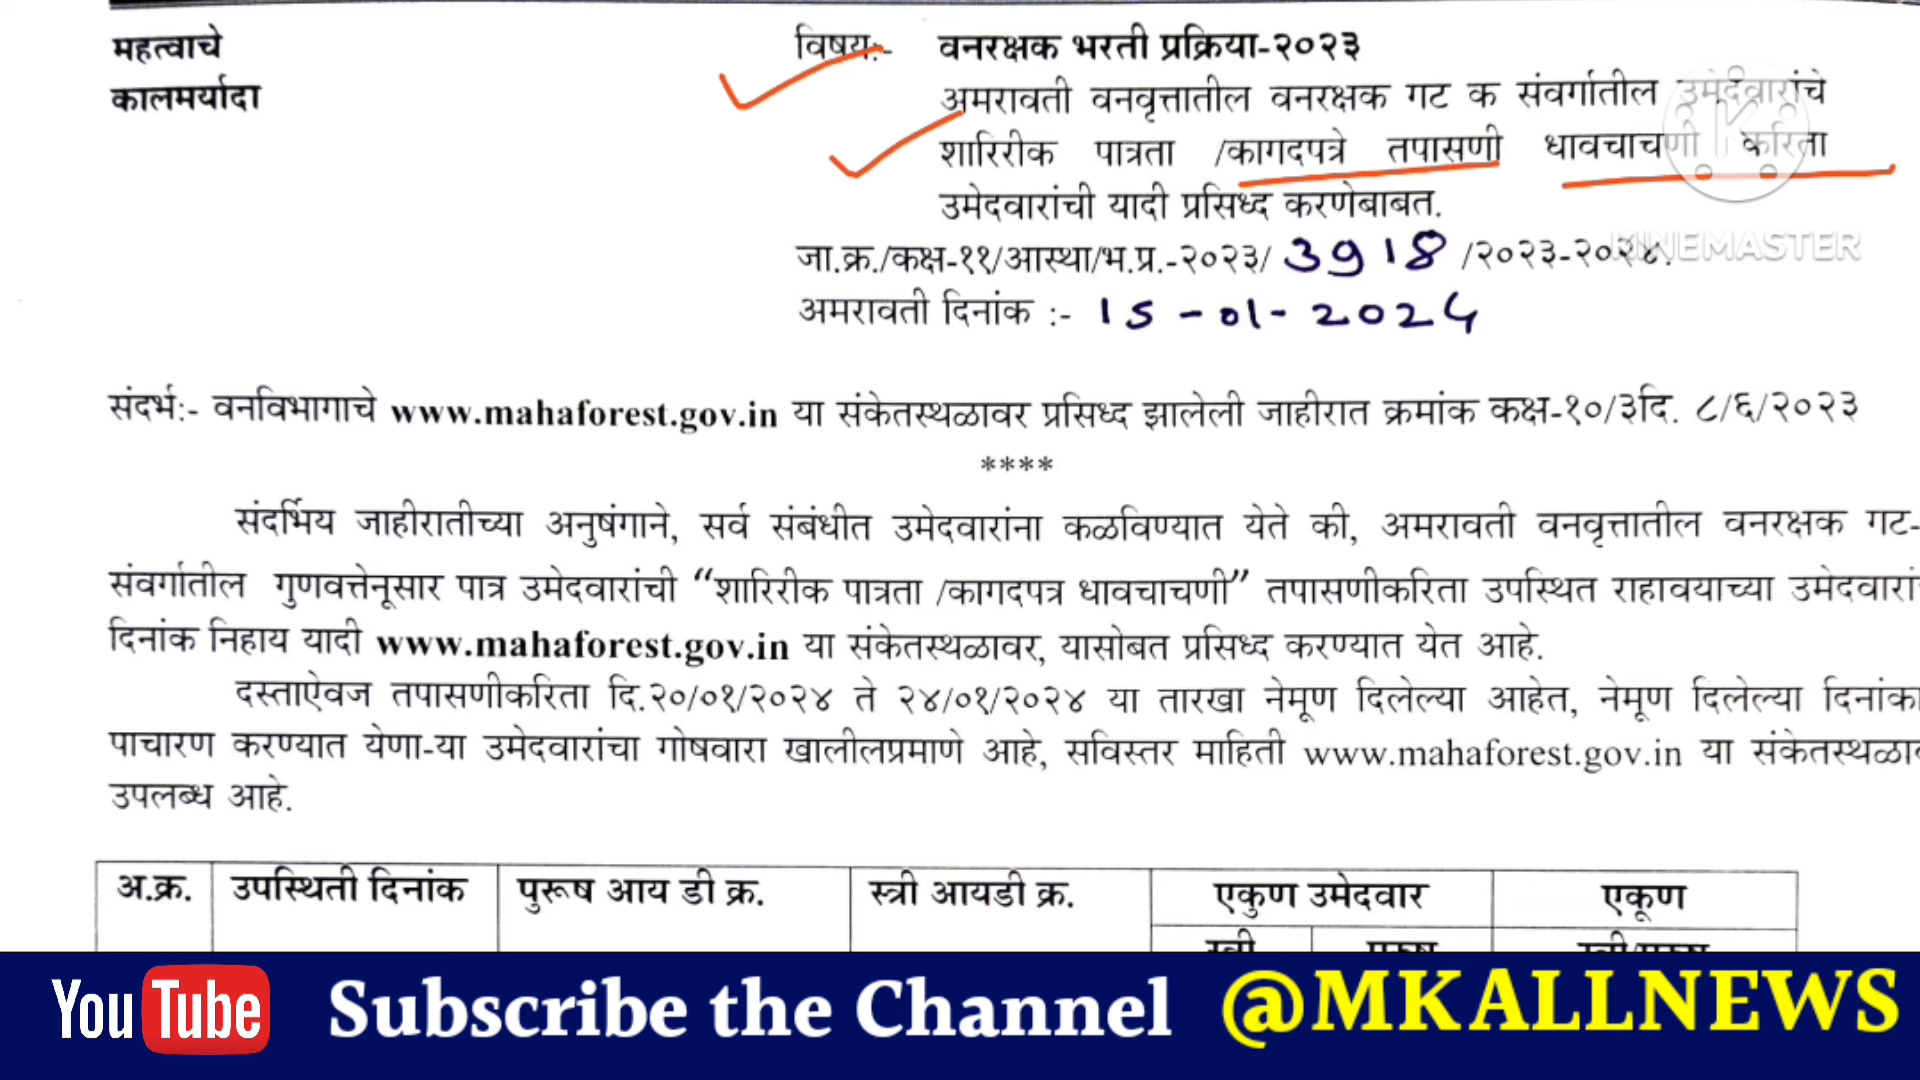 महत्वाचे
कालमर्यादा
विषय:- वनरक्षक भरती प्रक्रिया-२०२३
अमरावती वनवृत्तातील वनरक्षक गट क संवर्गातील उमेदवारांचे
शारिरीक पात्रता /कागदपत्रे तपासणी धावचाचणी करिता
उमेदवारांची यादी प्रसिध्द करणेबाबत.
जा.क्र./कक्ष-११/आस्था/भ.प्र.-२०२३/ 3918 /२०२३-२०२४.
KINEMASTER
अमरावती दिनांक :- 15-01-2024
संदर्भ:- वनविभागाचे www.mahaforest.gov.in या संकेतस्थळावर प्रसिध्द झालेली जाहीरात क्रमांक कक्ष-१०/३दि. ८/६/२०२३
****
संदर्भिय जाहीरातीच्या अनुषंगाने, सर्व संबंधीत उमेदवारांना कळविण्यात येते की, अमरावती वनवृत्तातील वनरक्षक गट-
संवर्गातील गुणवत्तेनूसार पात्र उमेदवारांची “शारिरीक पात्रता /कागदपत्र धावचाचणी” तपासणीकरिता उपस्थित राहावयाच्या उमेदवारां
दिनांक निहाय यादी www.mahaforest.gov.in या संकेतस्थळावर, यासोबत प्रसिध्द करण्यात येत आहे.
दस्ताऐवज तपासणीकरिता दि.२०/०१/२०२४ ते २४/०१/२०२४ या तारखा नेमूण दिलेल्या आहेत, नेमूण दिलेल्या दिनांका
पाचारण करण्यात येणा-या उमेदवारांचा गोषवारा खालीलप्रमाणे आहे, सविस्तर माहिती www.mahaforest.gov.in या संकेतस्थळाव
उपलब्ध आहे.
अ.क्र. उपस्थिती दिनांक पुरूष आय डी क्र. स्त्री आयडी क्र. एकुण उमेदवार एकूण
स्त्री पुरुष स्त्री/पुरुष
YouTube Subscribe the Channel @MKALLNEWS